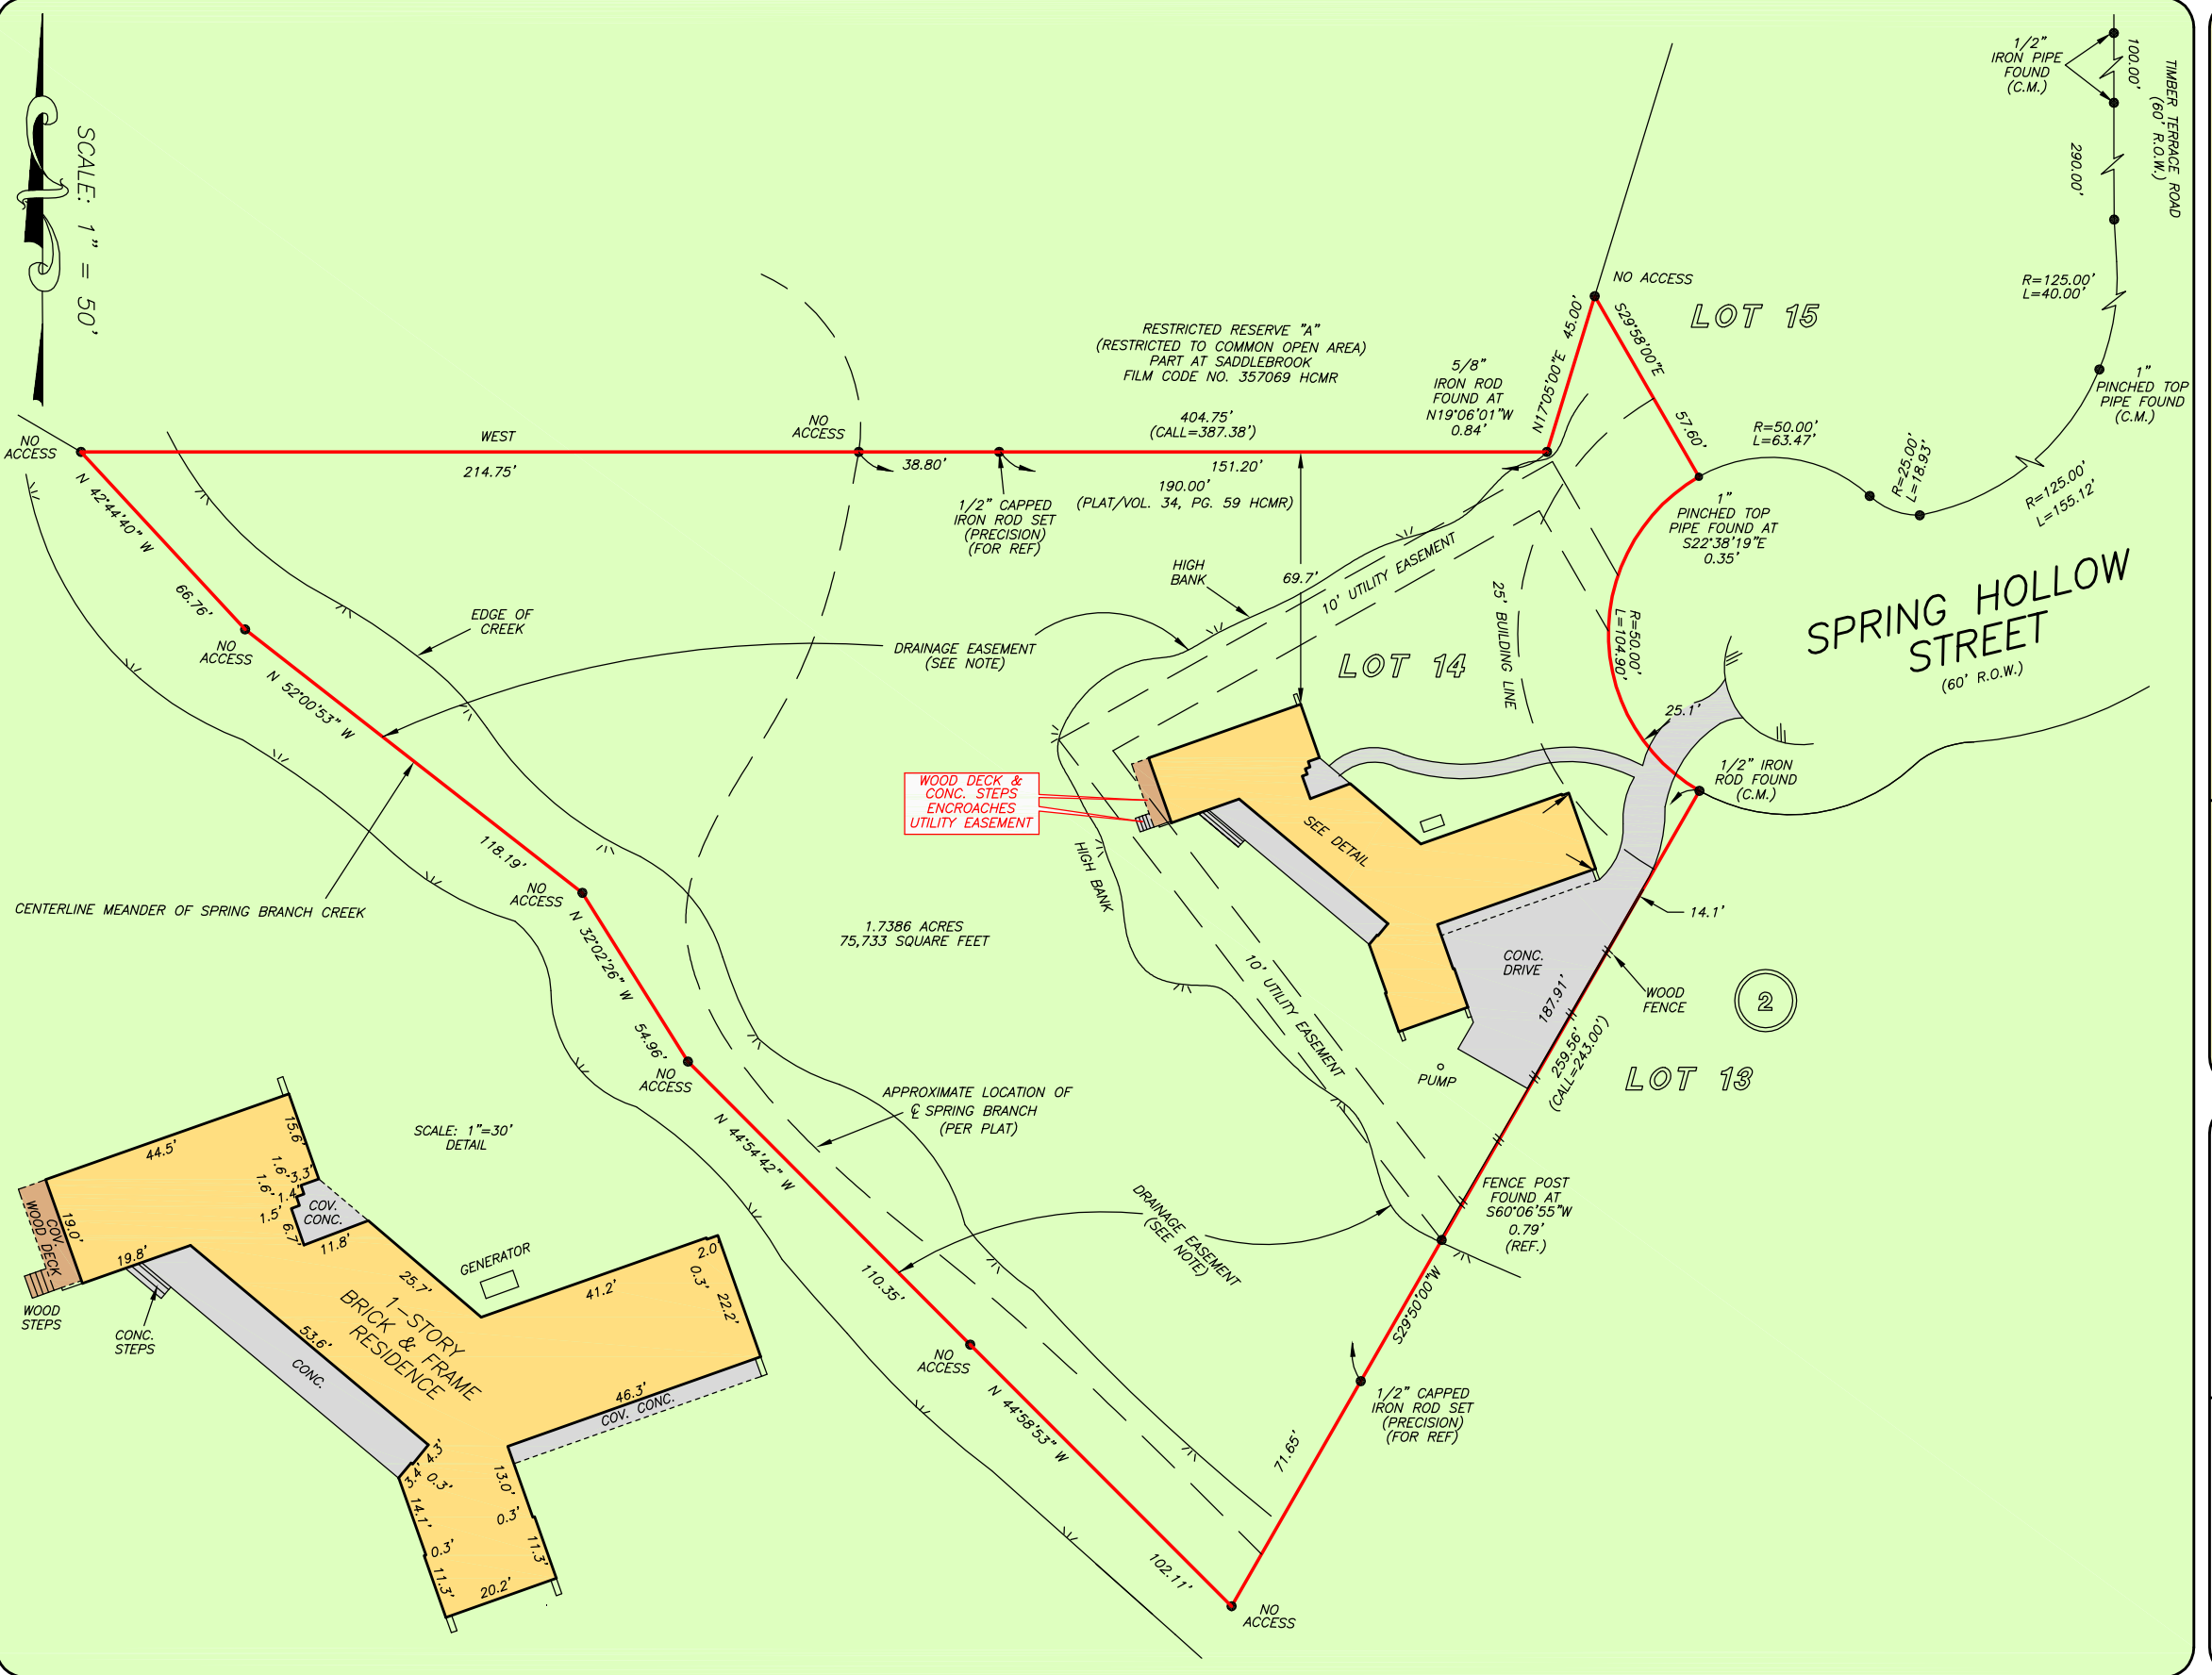 SCALE: 1" = 50'
1/2"
IRON PIPE
FOUND
(C.M.)
100.00'
TIMBER TERRACE ROAD
(60' R.O.W.)
290.00'
R=125.00'
L=40.00'
1"
PINCHED TOP
PIPE FOUND
(C.M.)
NO ACCESS
LOT 15
N17°05'00"E 45.00'
S29°58'00"E
57.60'
R=50.00'
L=63.47'
R=25.00'
L=18.93'
R=125.00'
L=155.12'
1"
PINCHED TOP
PIPE FOUND AT
S22°38'19"E
0.35'
RESTRICTED RESERVE "A"
(RESTRICTED TO COMMON OPEN AREA)
PART AT SADDLEBROOK
FILM CODE NO. 357069 HCMR
5/8"
IRON ROD
FOUND AT
N19°06'01"W
0.84'
404.75'
(CALL=387.38')
NO
ACCESS
WEST
214.75'
NO
ACCESS
38.80'
151.20'
190.00'
(PLAT/VOL. 34, PG. 59 HCMR)
1/2" CAPPED
IRON ROD SET
(PRECISION)
(FOR REF)
N 42°44'40" W
66.76'
NO
ACCESS
EDGE OF
CREEK
HIGH
BANK
69.7'
10' UTILITY EASEMENT
25' BUILDING LINE
R=50.00'
L=104.90'
SPRING HOLLOW
STREET
(60' R.O.W.)
DRAINAGE EASEMENT
(SEE NOTE)
LOT 14
N 52°00'53" W
118.19'
25.1'
1/2" IRON
ROD FOUND
(C.M.)
WOOD DECK &
CONC. STEPS
ENCROACHES
UTILITY EASEMENT
SEE DETAIL
HIGH BANK
NO
ACCESS
CENTERLINE MEANDER OF SPRING BRANCH CREEK
1.7386 ACRES
75,733 SQUARE FEET
14.1'
N 32°02'26" W
54.96'
10' UTILITY EASEMENT
CONC.
DRIVE
187.91'
WOOD
FENCE
2
259.56'
(CALL=243.00')
LOT 13
PUMP
NO
ACCESS
APPROXIMATE LOCATION OF
℄ SPRING BRANCH
(PER PLAT)
N 44°54'42" W
110.35'
DRAINAGE EASEMENT
(SEE NOTE)
FENCE POST
FOUND AT
S60°06'55"W
0.79'
(REF.)
S29°50'00"W
NO
ACCESS
1/2" CAPPED
IRON ROD SET
(PRECISION)
(FOR REF)
71.65'
N 44°58'53" W
102.11'
NO
ACCESS
SCALE: 1"=30'
DETAIL
44.5'
15.6'
1.6'
3.3'
1.6'
1.4'
1.5'
6.7'
COV.
CONC.
11.8'
COV.
WOOD DECK
19.0'
19.8'
WOOD
STEPS
CONC.
STEPS
25.7'
GENERATOR
1-STORY
BRICK & FRAME
RESIDENCE
53.6'
CONC.
41.2'
2.0
0.3'
22.2'
46.3'
COV. CONC.
4.3'
3.4'
0.3'
14.1'
13.0'
0.3'
0.3'
11.3'
11.3'
20.2'